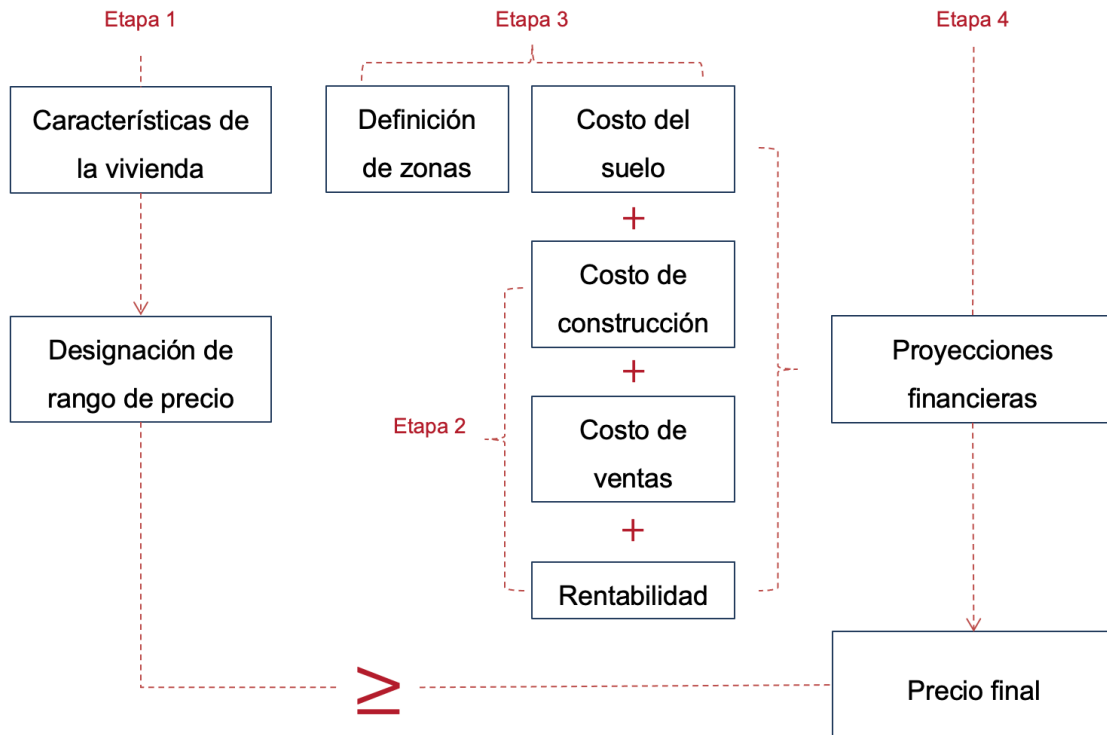 Etapa 1
Etapa 3
Etapa 4
Características de
la vivienda
Definición
de zonas
Costo del
suelo
+
Costo de
construcción
Designación de
rango de precio
Proyecciones
financieras
+
Etapa 2
Costo de
ventas
+
Rentabilidad
≥
Precio final